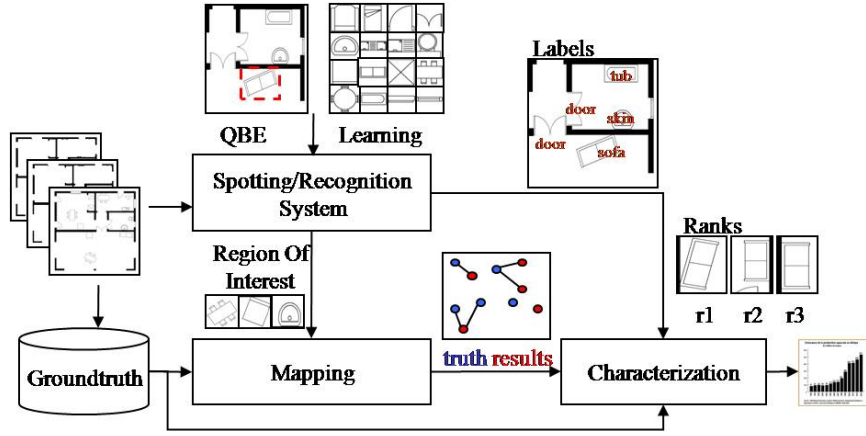 Labels
tub
door
skm
door
sofa
QBE
Learning
Spotting/Recognition
System
Ranks
Region Of
Interest
r1
r2
r3
truth results
Groundtruth
Mapping
Characterization